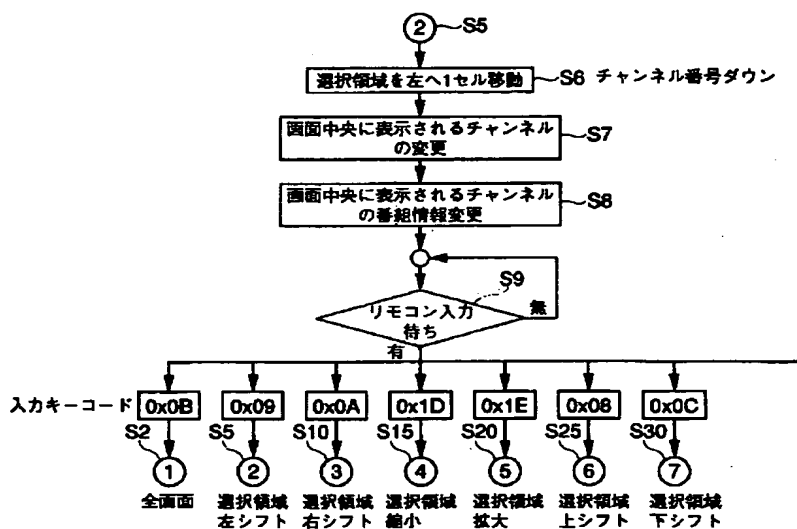 ② S5
選択領域を左へ1セル移動 S6 チャンネル番号ダウン
画面中央に表示されるチャンネル
の変更
S7
画面中央に表示されるチャンネル
の番組情報変更
S8
S9
リモコン入力
待ち
無
有
入力キーコード 0x0B 0x09 0x0A 0x1D 0x1E 0x08 0x0C
S2 S5 S10 S15 S20 S25 S30
① ② ③ ④ ⑤ ⑥ ⑦
全画面 選択領域 選択領域 選択領域 選択領域 選択領域 選択領域
左シフト 右シフト 縮小 拡大 上シフト 下シフト